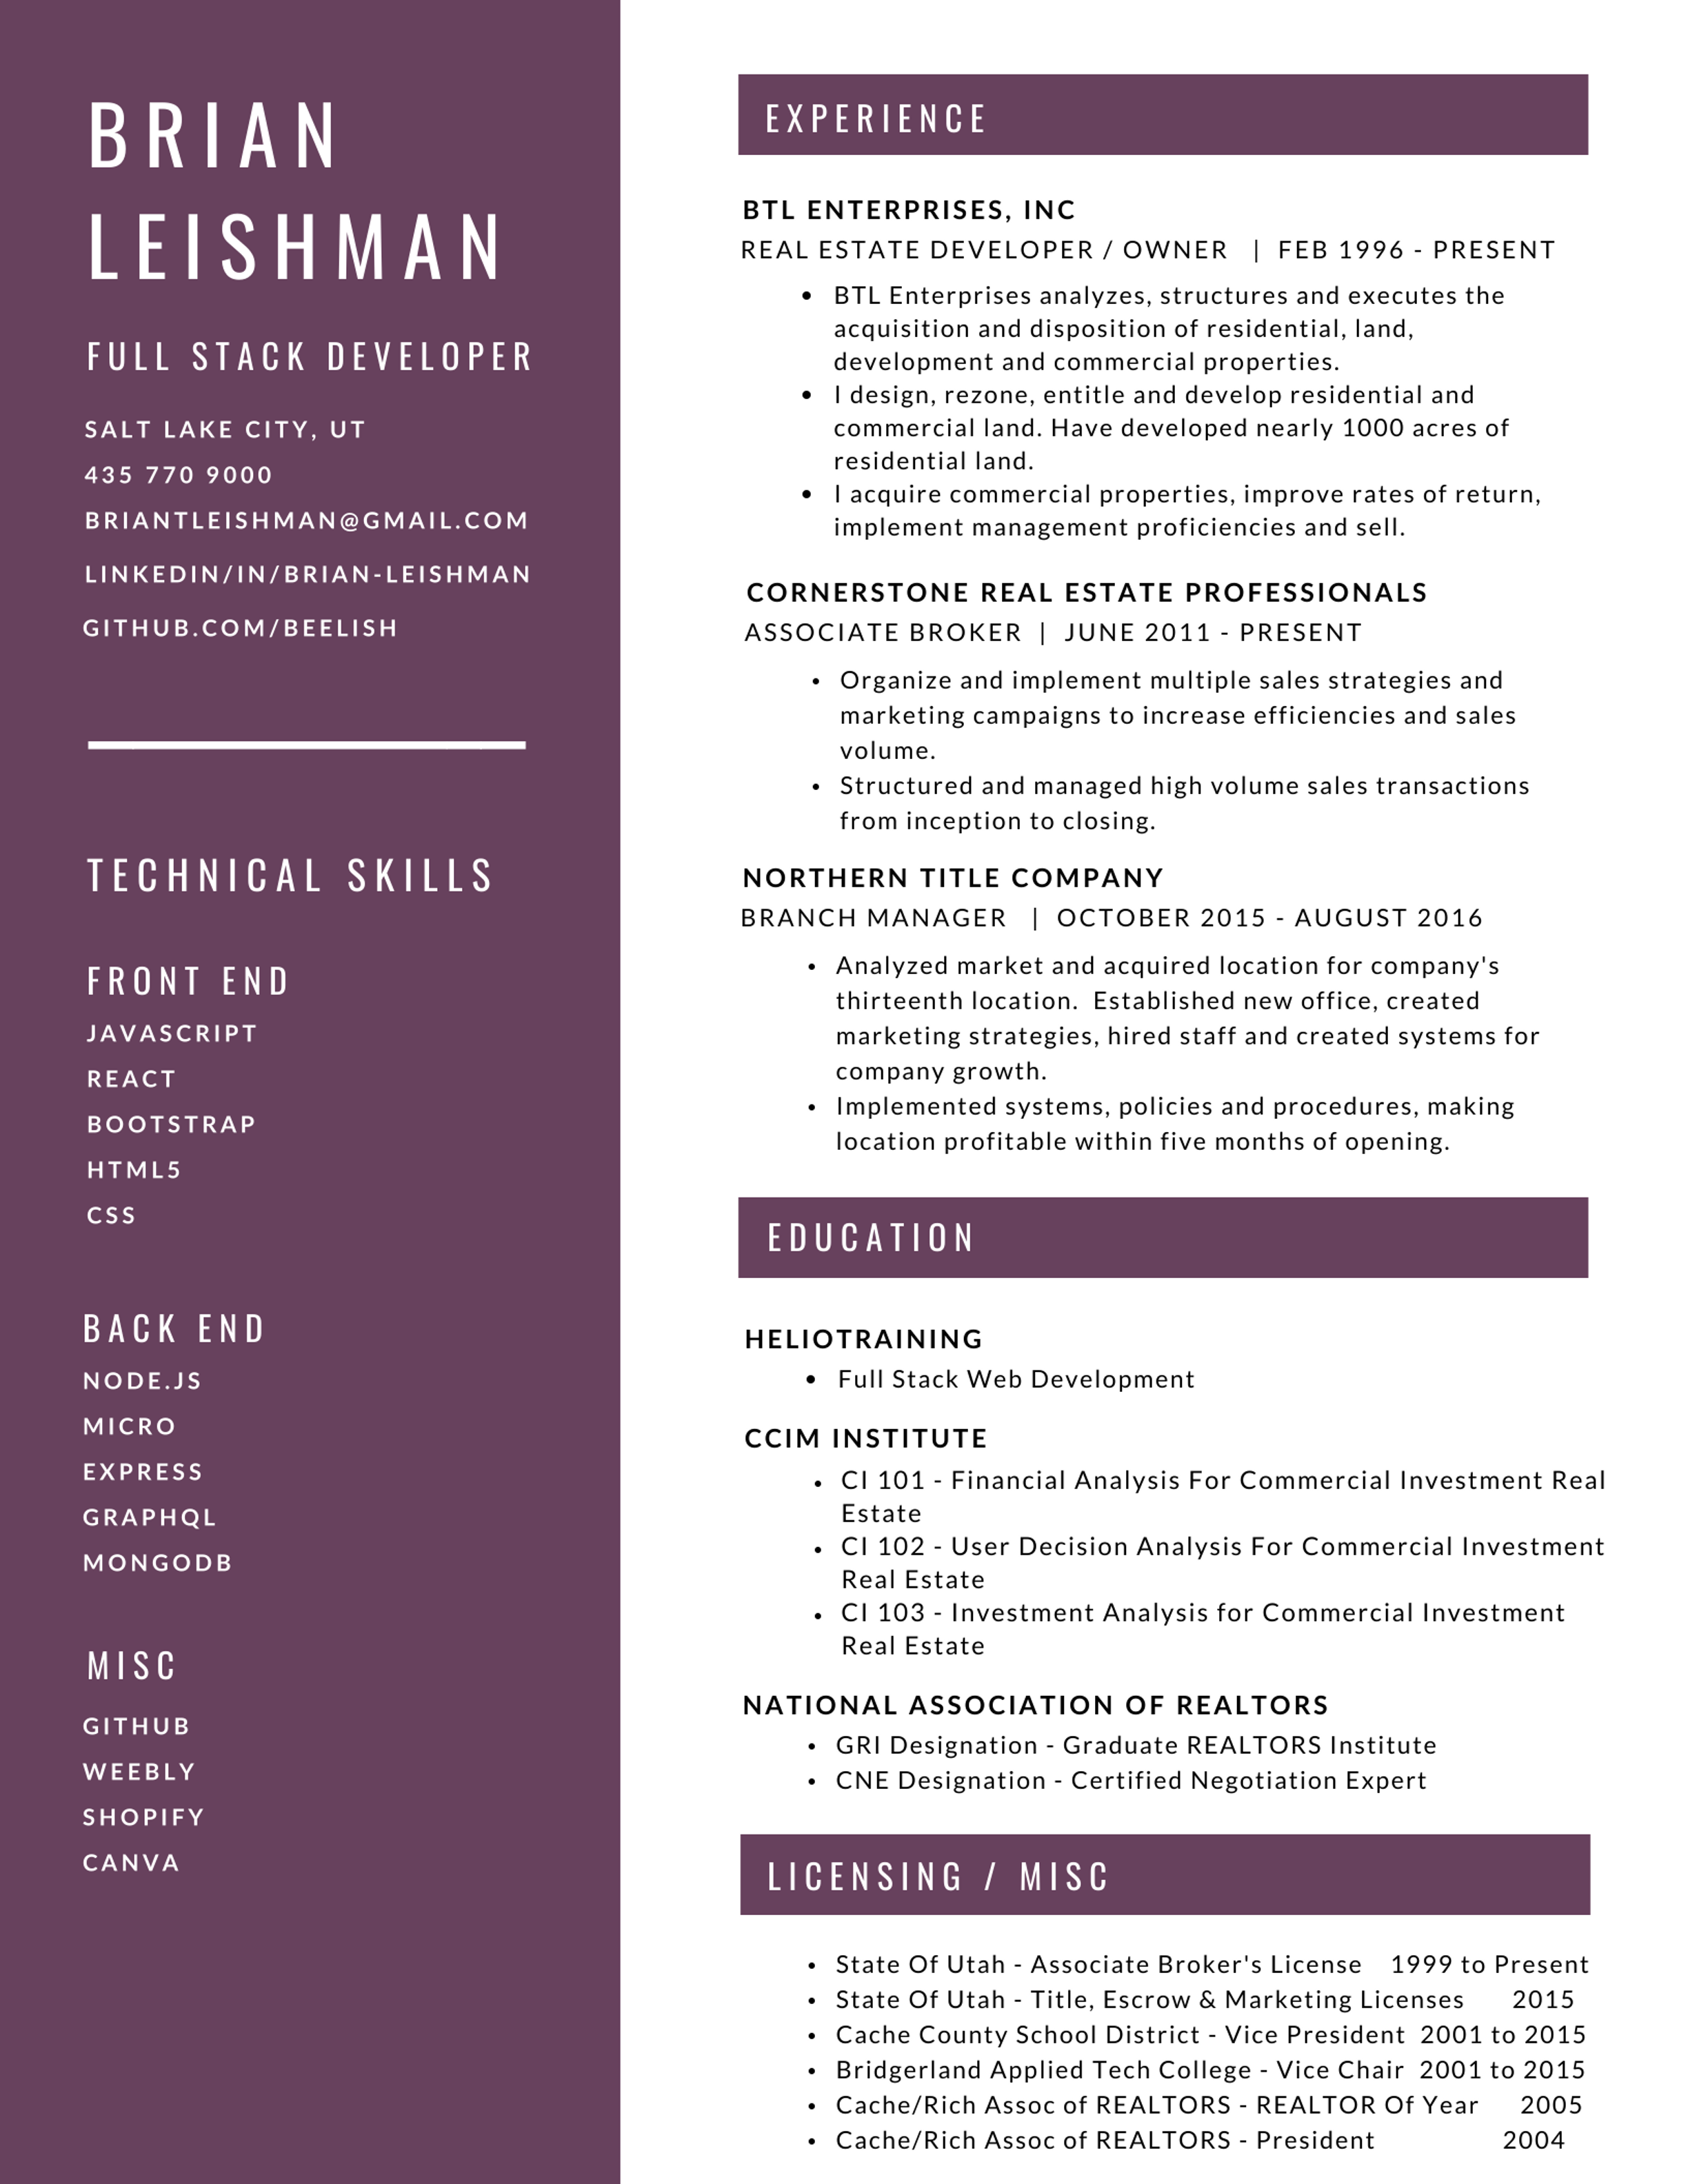 BRIAN
LEISHMAN
FULL STACK DEVELOPER
SALT LAKE CITY, UT
435 770 9000
BRIANTLEISHMAN@GMAIL.COM
LINKEDIN/IN/BRIAN-LEISHMAN
GITHUB.COM/BEELISH
TECHNICAL SKILLS
FRONT END
JAVASCRIPT
REACT
BOOTSTRAP
HTML5
CSS
BACK END
NODE.JS
MICRO
EXPRESS
GRAPHQL
MONGODB
MISC
GITHUB
WEEBLY
SHOPIFY
CANVA
EXPERIENCE
BTL ENTERPRISES, INC
REAL ESTATE DEVELOPER / OWNER | FEB 1996 - PRESENT
• BTL Enterprises analyzes, structures and executes the
acquisition and disposition of residential, land,
development and commercial properties.
• I design, rezone, entitle and develop residential and
commercial land. Have developed nearly 1000 acres of
residential land.
• I acquire commercial properties, improve rates of return,
implement management proficiencies and sell.
CORNERSTONE REAL ESTATE PROFESSIONALS
ASSOCIATE BROKER | JUNE 2011 - PRESENT
• Organize and implement multiple sales strategies and
marketing campaigns to increase efficiencies and sales
volume.
• Structured and managed high volume sales transactions
from inception to closing.
NORTHERN TITLE COMPANY
BRANCH MANAGER | OCTOBER 2015 - AUGUST 2016
• Analyzed market and acquired location for company's
thirteenth location. Established new office, created
marketing strategies, hired staff and created systems for
company growth.
• Implemented systems, policies and procedures, making
location profitable within five months of opening.
EDUCATION
HELIOTRAINING
• Full Stack Web Development
CCIM INSTITUTE
• CI 101 - Financial Analysis For Commercial Investment Real
Estate
• CI 102 - User Decision Analysis For Commercial Investment
Real Estate
• CI 103 - Investment Analysis for Commercial Investment
Real Estate
NATIONAL ASSOCIATION OF REALTORS
• GRI Designation - Graduate REALTORS Institute
• CNE Designation - Certified Negotiation Expert
LICENSING / MISC
• State Of Utah - Associate Broker's License 1999 to Present
• State Of Utah - Title, Escrow & Marketing Licenses 2015
• Cache County School District - Vice President 2001 to 2015
• Bridgerland Applied Tech College - Vice Chair 2001 to 2015
• Cache/Rich Assoc of REALTORS - REALTOR Of Year 2005
• Cache/Rich Assoc of REALTORS - President 2004